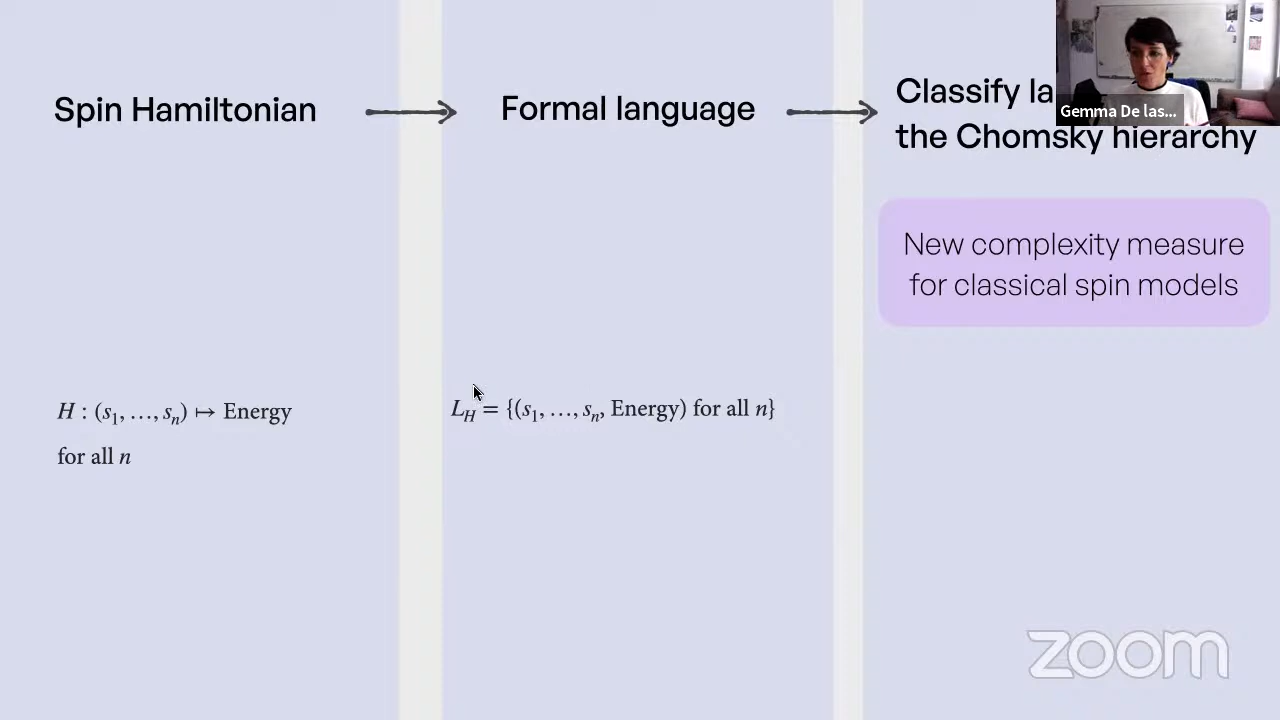 Spin Hamiltonian
Formal language
Classify la
the Chomsky hierarchy
New complexity measure
for classical spin models
H : (s₁, …, sₙ) ↦ Energy
for all n
L_H = {(s₁, …, sₙ, Energy) for all n}
Gemma De las...
zoom